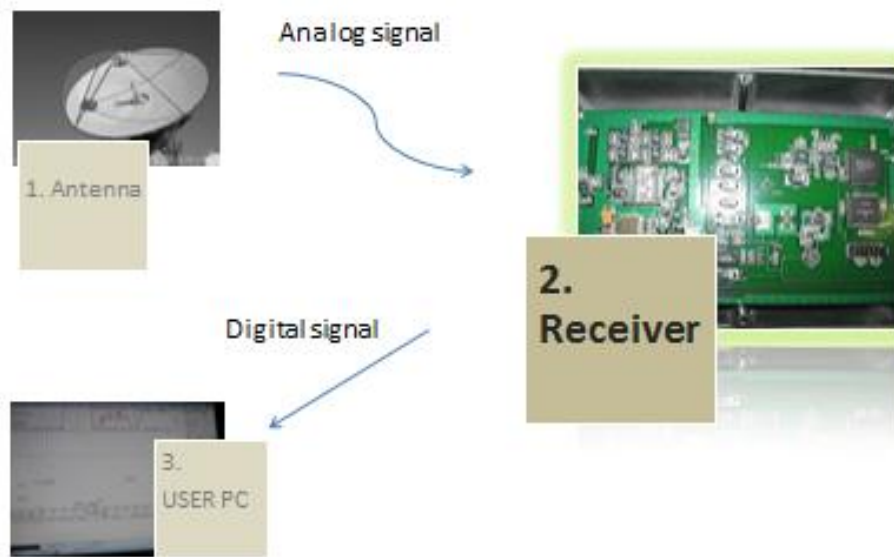 Analog signal
1. Antenna
2.
Receiver
Digital signal
3.
USER PC